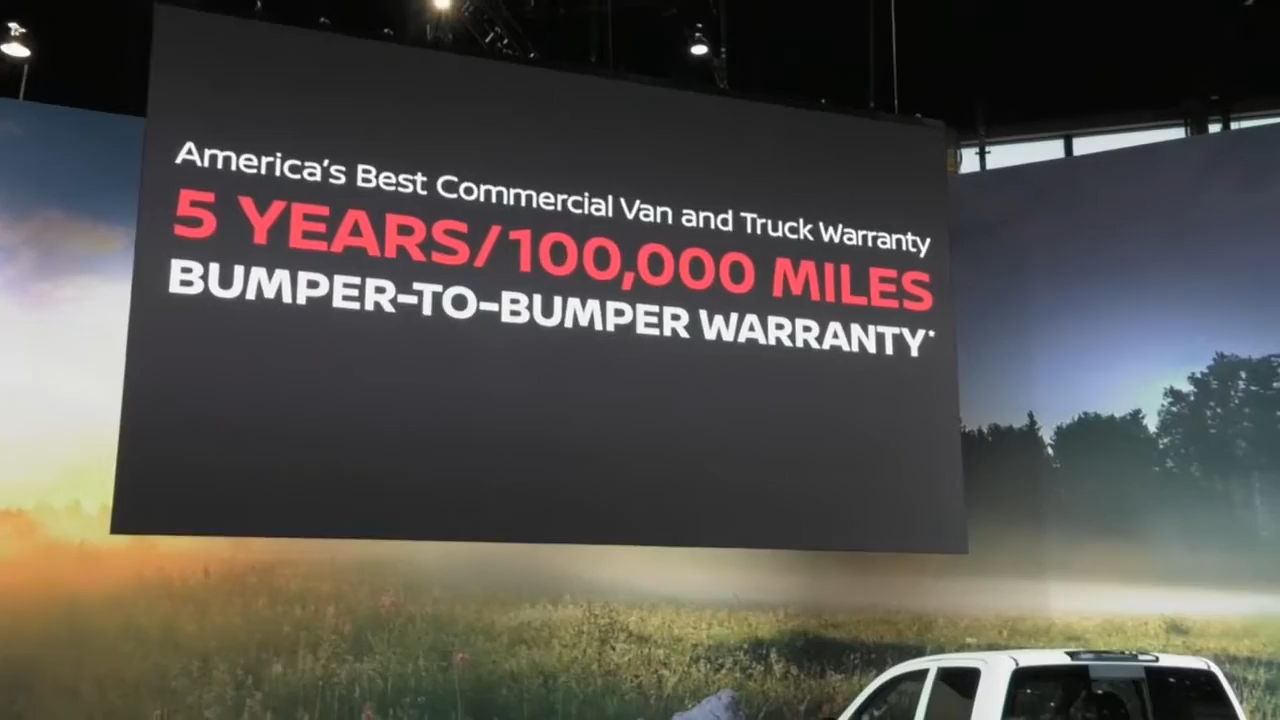 America's Best Commercial Van and Truck Warranty
5 YEARS/100,000 MILES
BUMPER-TO-BUMPER WARRANTY*